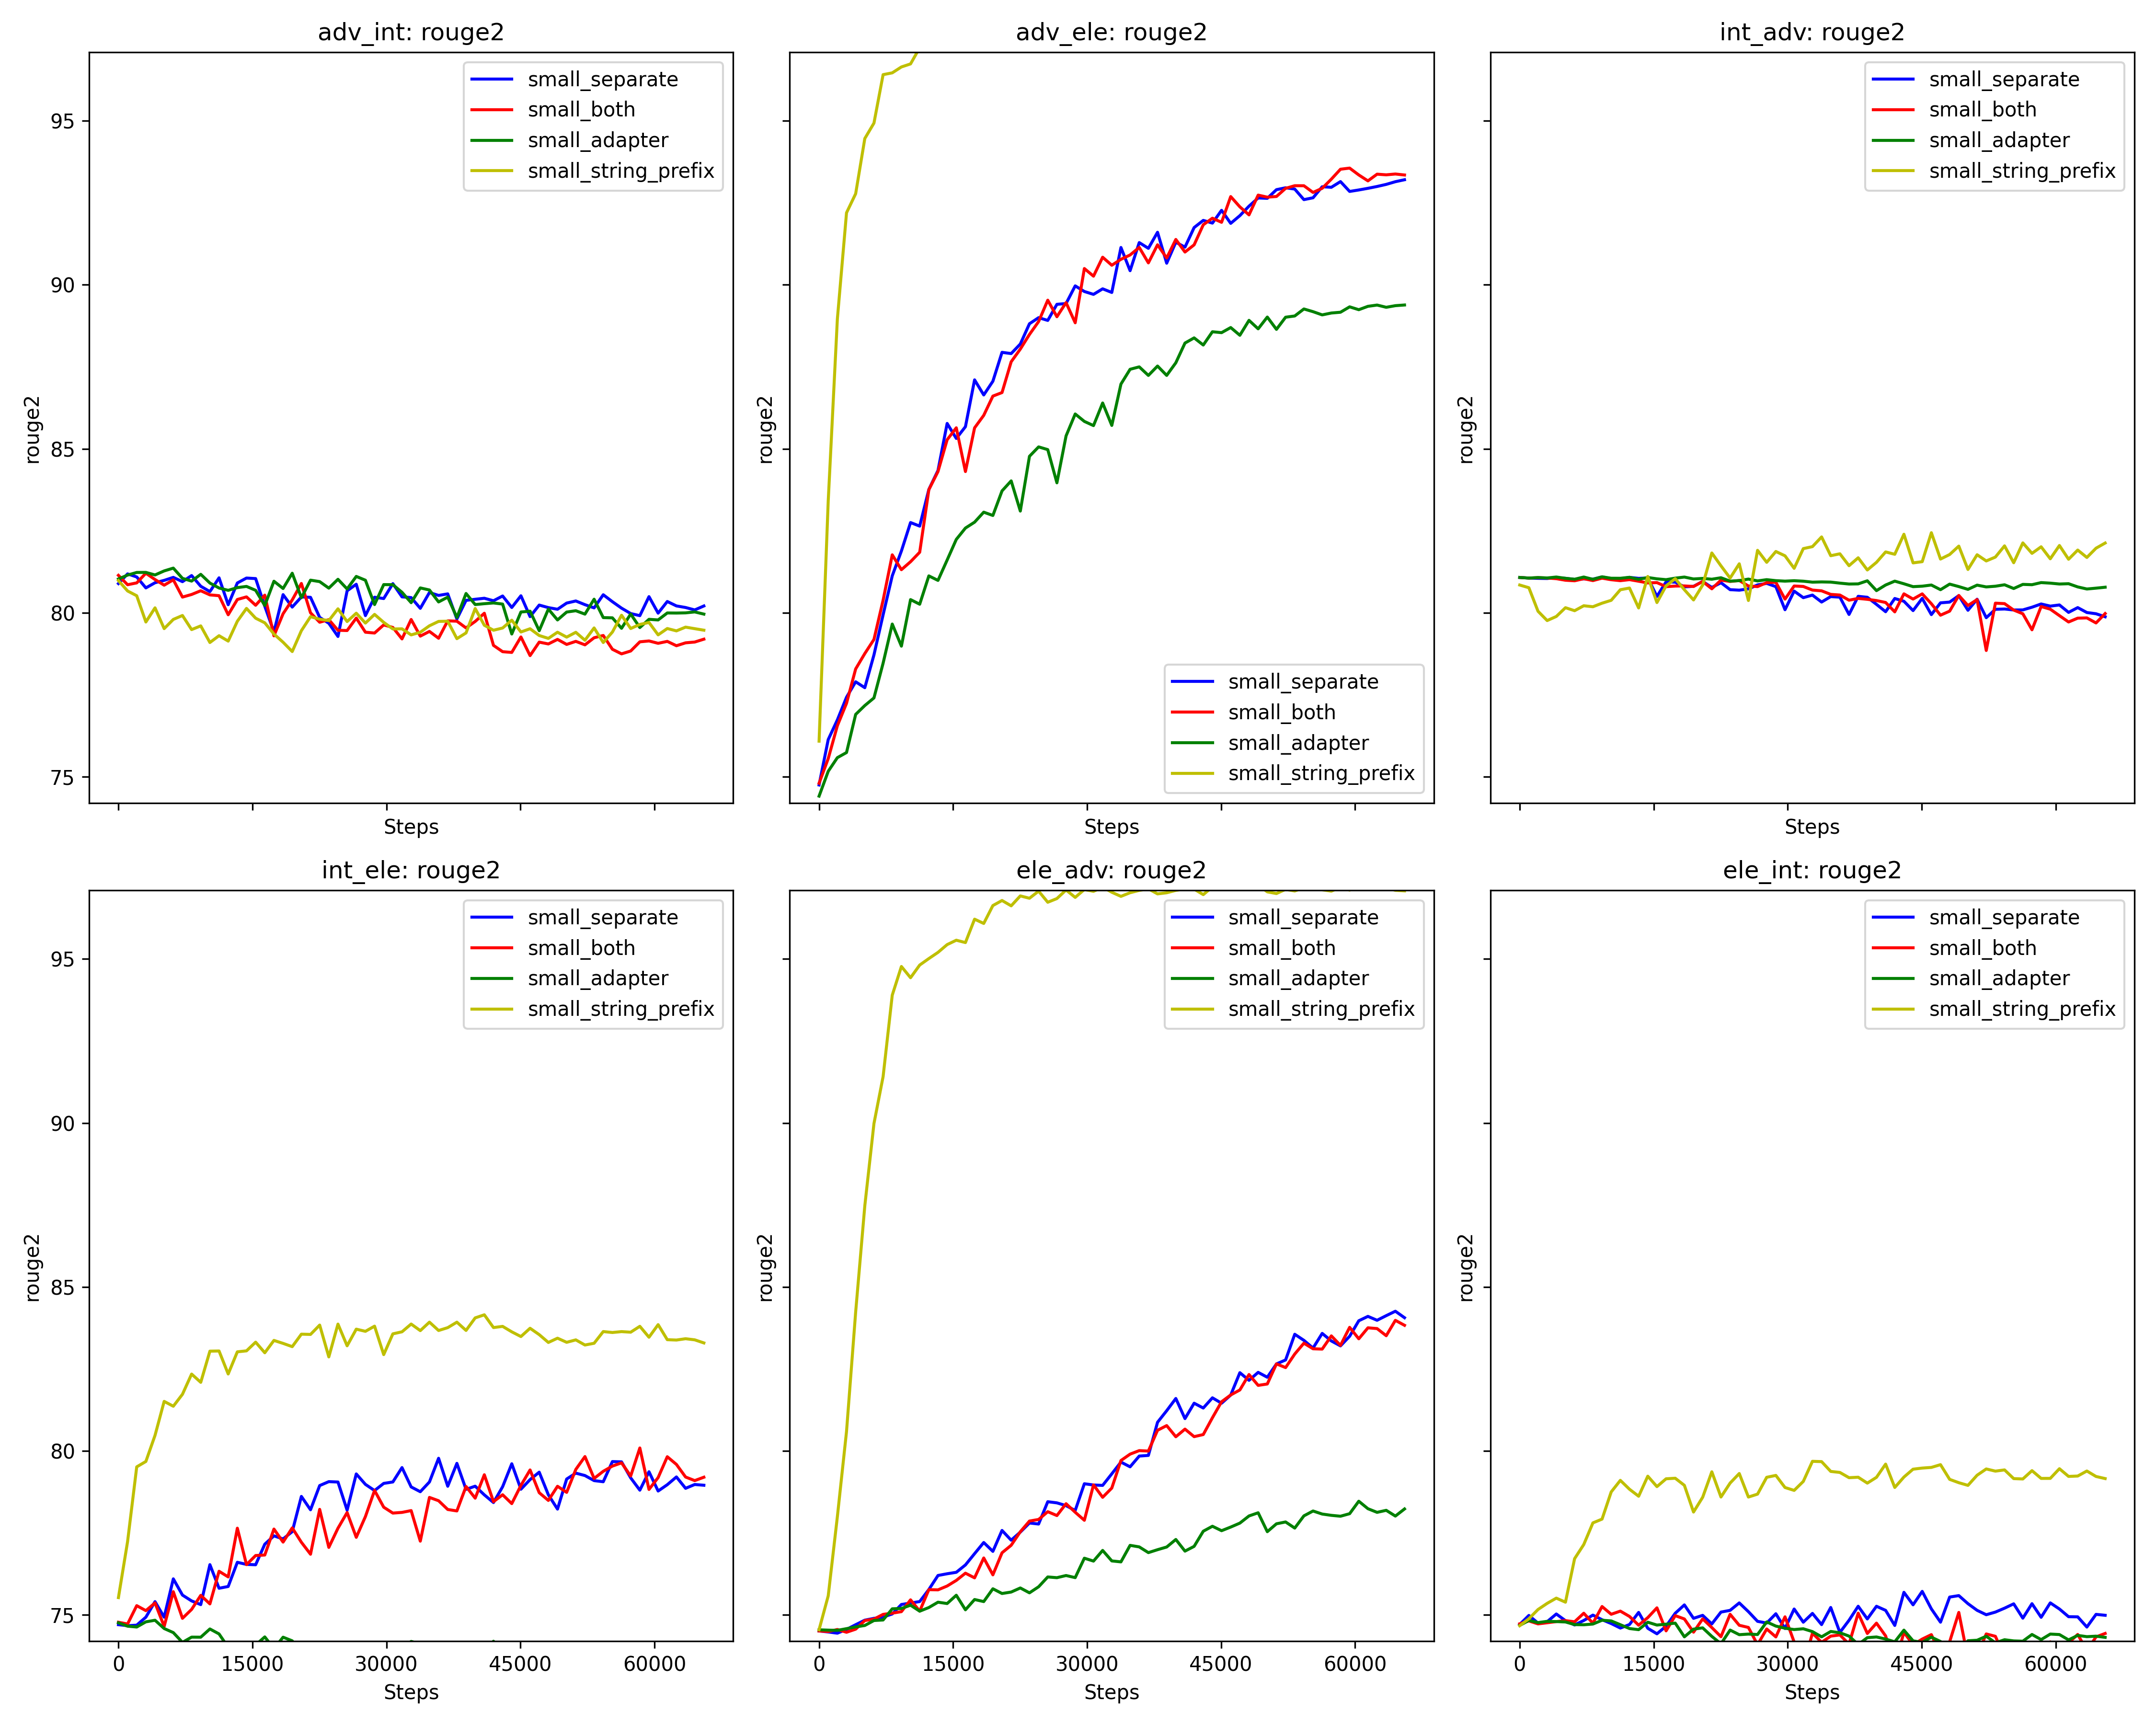 adv_int: rouge2
rouge2
95
90
85
80
75
small_separate
small_both
small_adapter
small_string_prefix
Steps
adv_ele: rouge2
rouge2
small_separate
small_both
small_adapter
small_string_prefix
Steps
int_adv: rouge2
rouge2
small_separate
small_both
small_adapter
small_string_prefix
Steps
int_ele: rouge2
rouge2
95
90
85
80
75
small_separate
small_both
small_adapter
small_string_prefix
0 15000 30000 45000 60000
Steps
ele_adv: rouge2
rouge2
small_separate
small_both
small_adapter
small_string_prefix
0 15000 30000 45000 60000
Steps
ele_int: rouge2
rouge2
small_separate
small_both
small_adapter
small_string_prefix
0 15000 30000 45000 60000
Steps